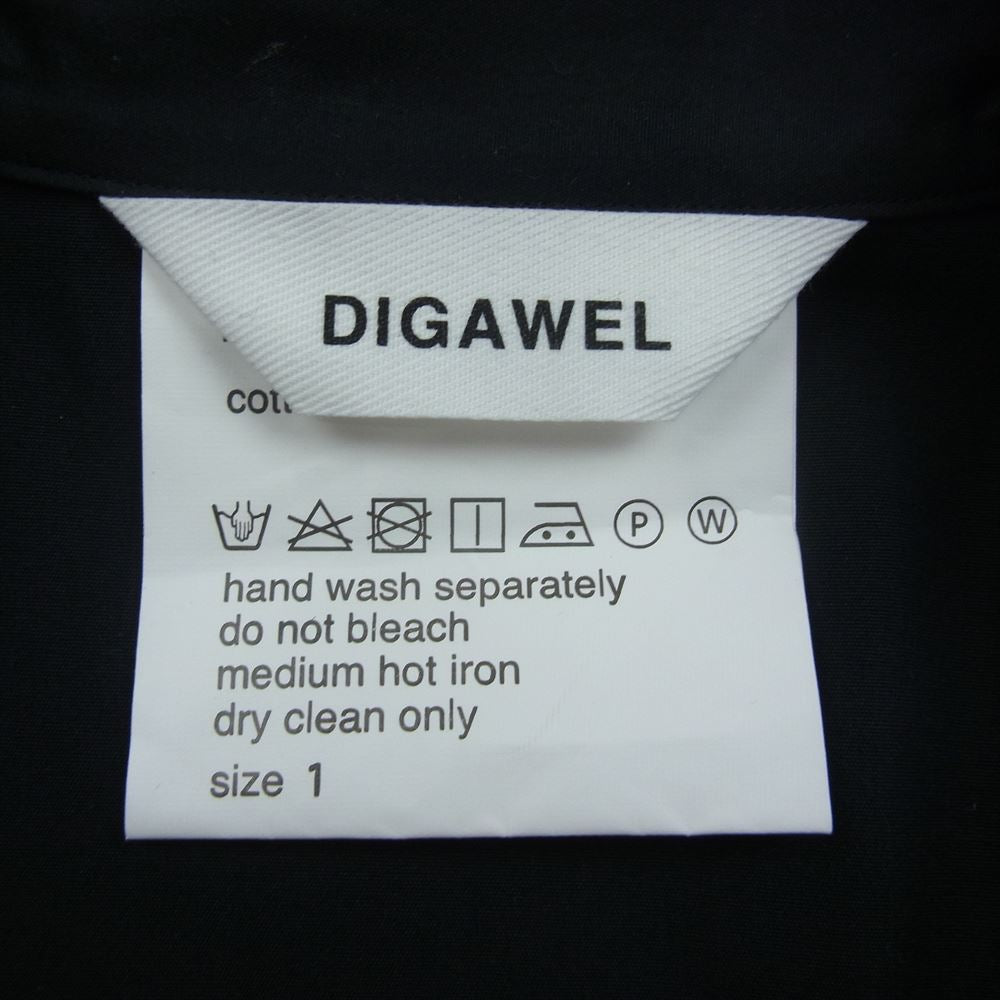 DIGAWEL
P W
hand wash separately
do not bleach
medium hot iron
dry clean only
size 1